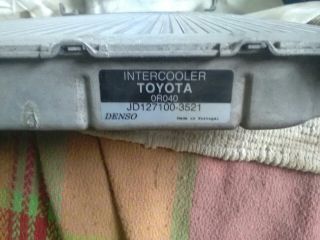 INTERCOOLER
TOYOTA
0R040
JD127100-3521
DENSO Made in Portugal